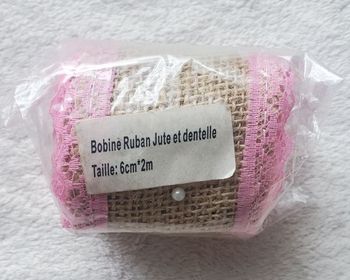 Bobine Ruban Jute et dentelle
Taille: 6cm*2m